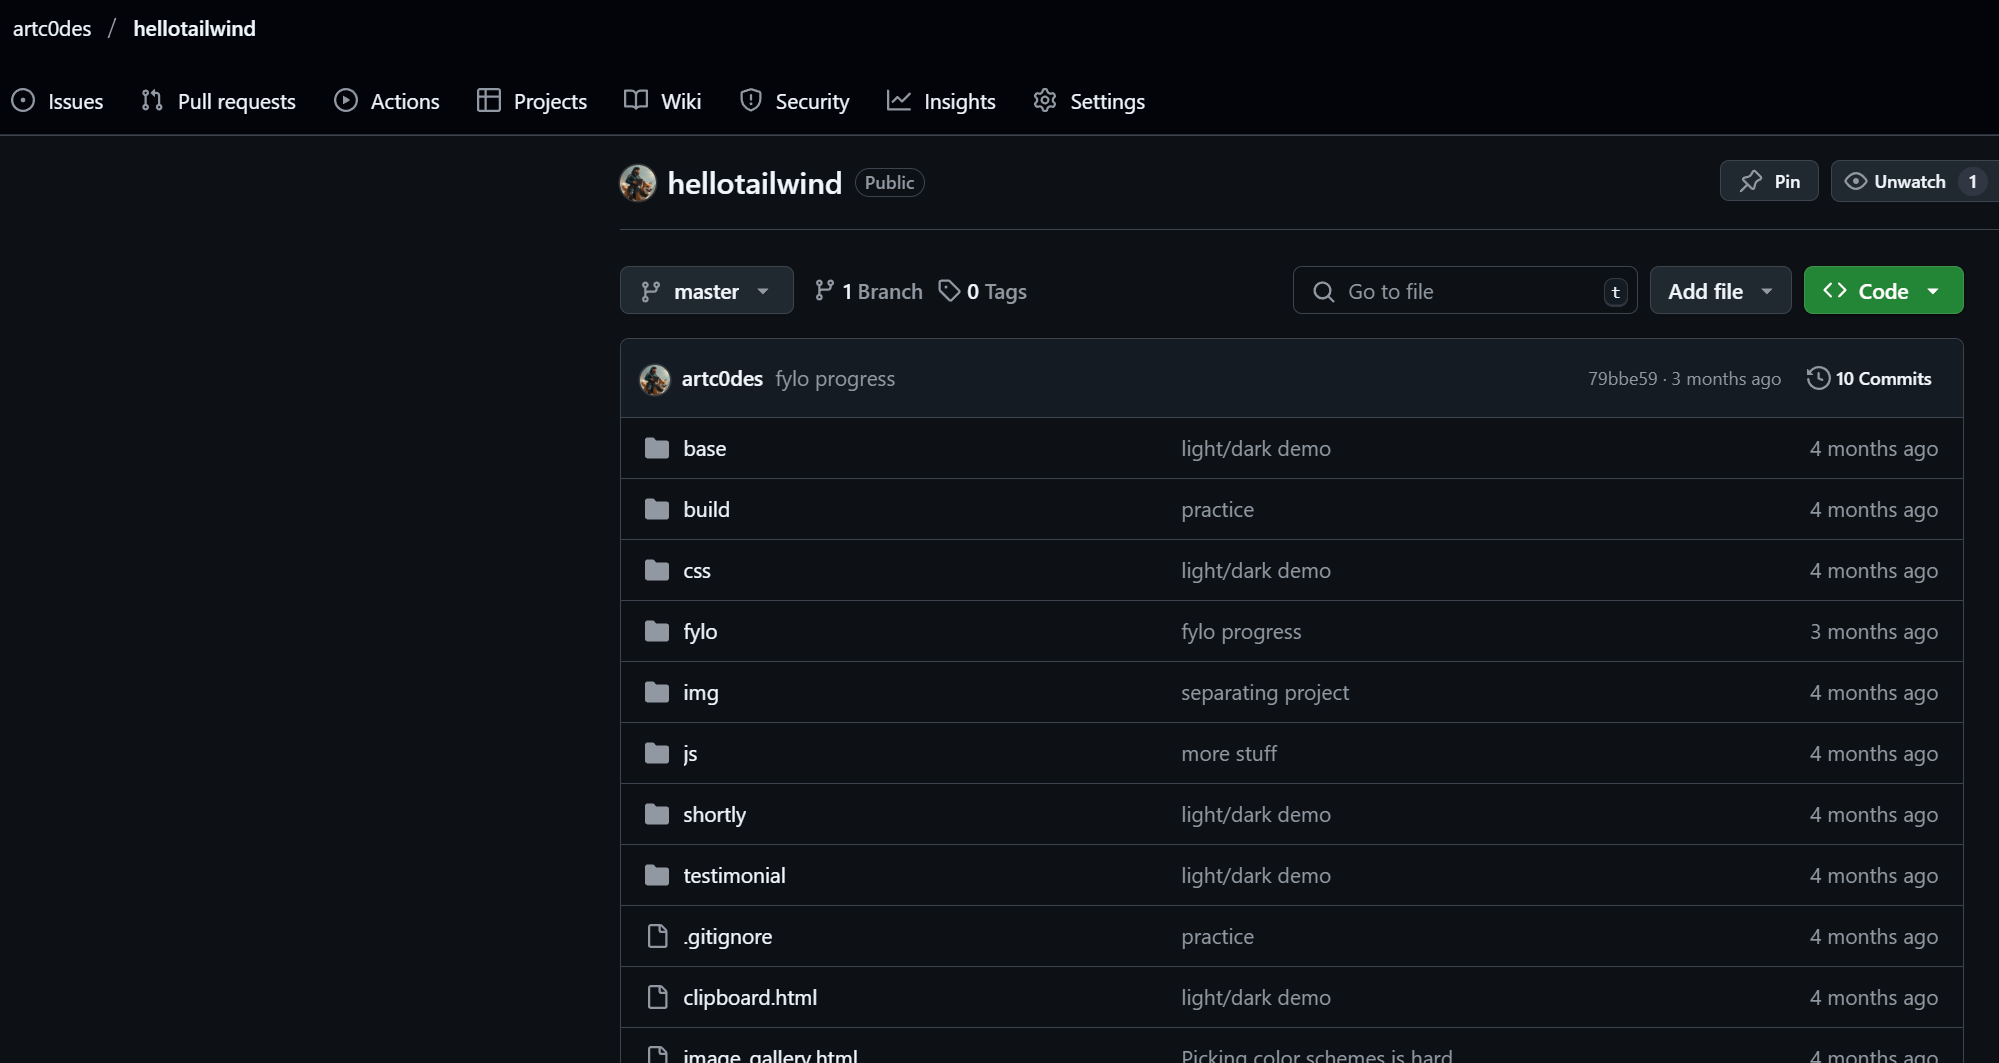 artc0des / hellotailwind
Issues Pull requests Actions Projects Wiki Security Insights Settings
hellotailwind Public Pin Unwatch 1
master 1 Branch 0 Tags Go to file t Add file Code
artc0des fylo progress 79bbe59 · 3 months ago 10 Commits
base light/dark demo 4 months ago
build practice 4 months ago
css light/dark demo 4 months ago
fylo fylo progress 3 months ago
img separating project 4 months ago
js more stuff 4 months ago
shortly light/dark demo 4 months ago
testimonial light/dark demo 4 months ago
.gitignore practice 4 months ago
clipboard.html light/dark demo 4 months ago
image_gallery.html Picking color schemes is hard 4 months ago